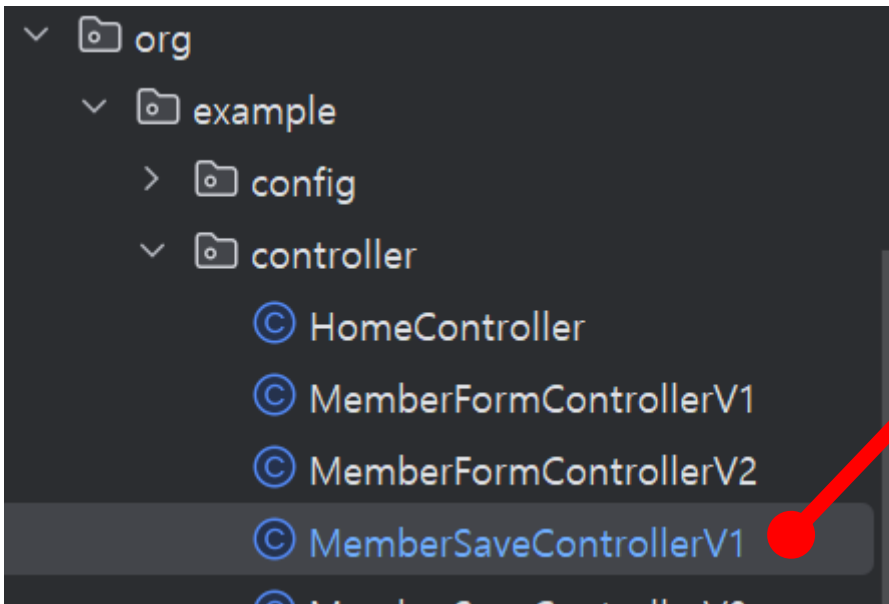 org
example
config
controller
HomeController
MemberFormControllerV1
MemberFormControllerV2
MemberSaveControllerV1